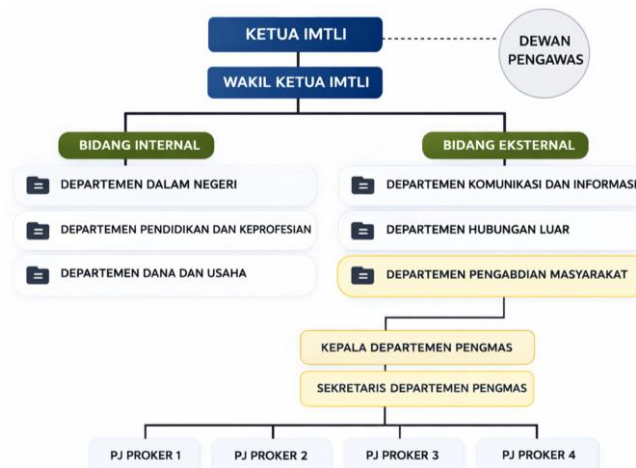 KETUA IMTLI
DEWAN
PENGAWAS
WAKIL KETUA IMTLI
BIDANG INTERNAL
BIDANG EKSTERNAL
DEPARTEMEN DALAM NEGERI
DEPARTEMEN KOMUNIKASI DAN INFORMASI
DEPARTEMEN PENDIDIKAN DAN KEPROFESIAN
DEPARTEMEN HUBUNGAN LUAR
DEPARTEMEN DANA DAN USAHA
DEPARTEMEN PENGABDIAN MASYARAKAT
KEPALA DEPARTEMEN PENGMAS
SEKRETARIS DEPARTEMEN PENGMAS
PJ PROKER 1
PJ PROKER 2
PJ PROKER 3
PJ PROKER 4